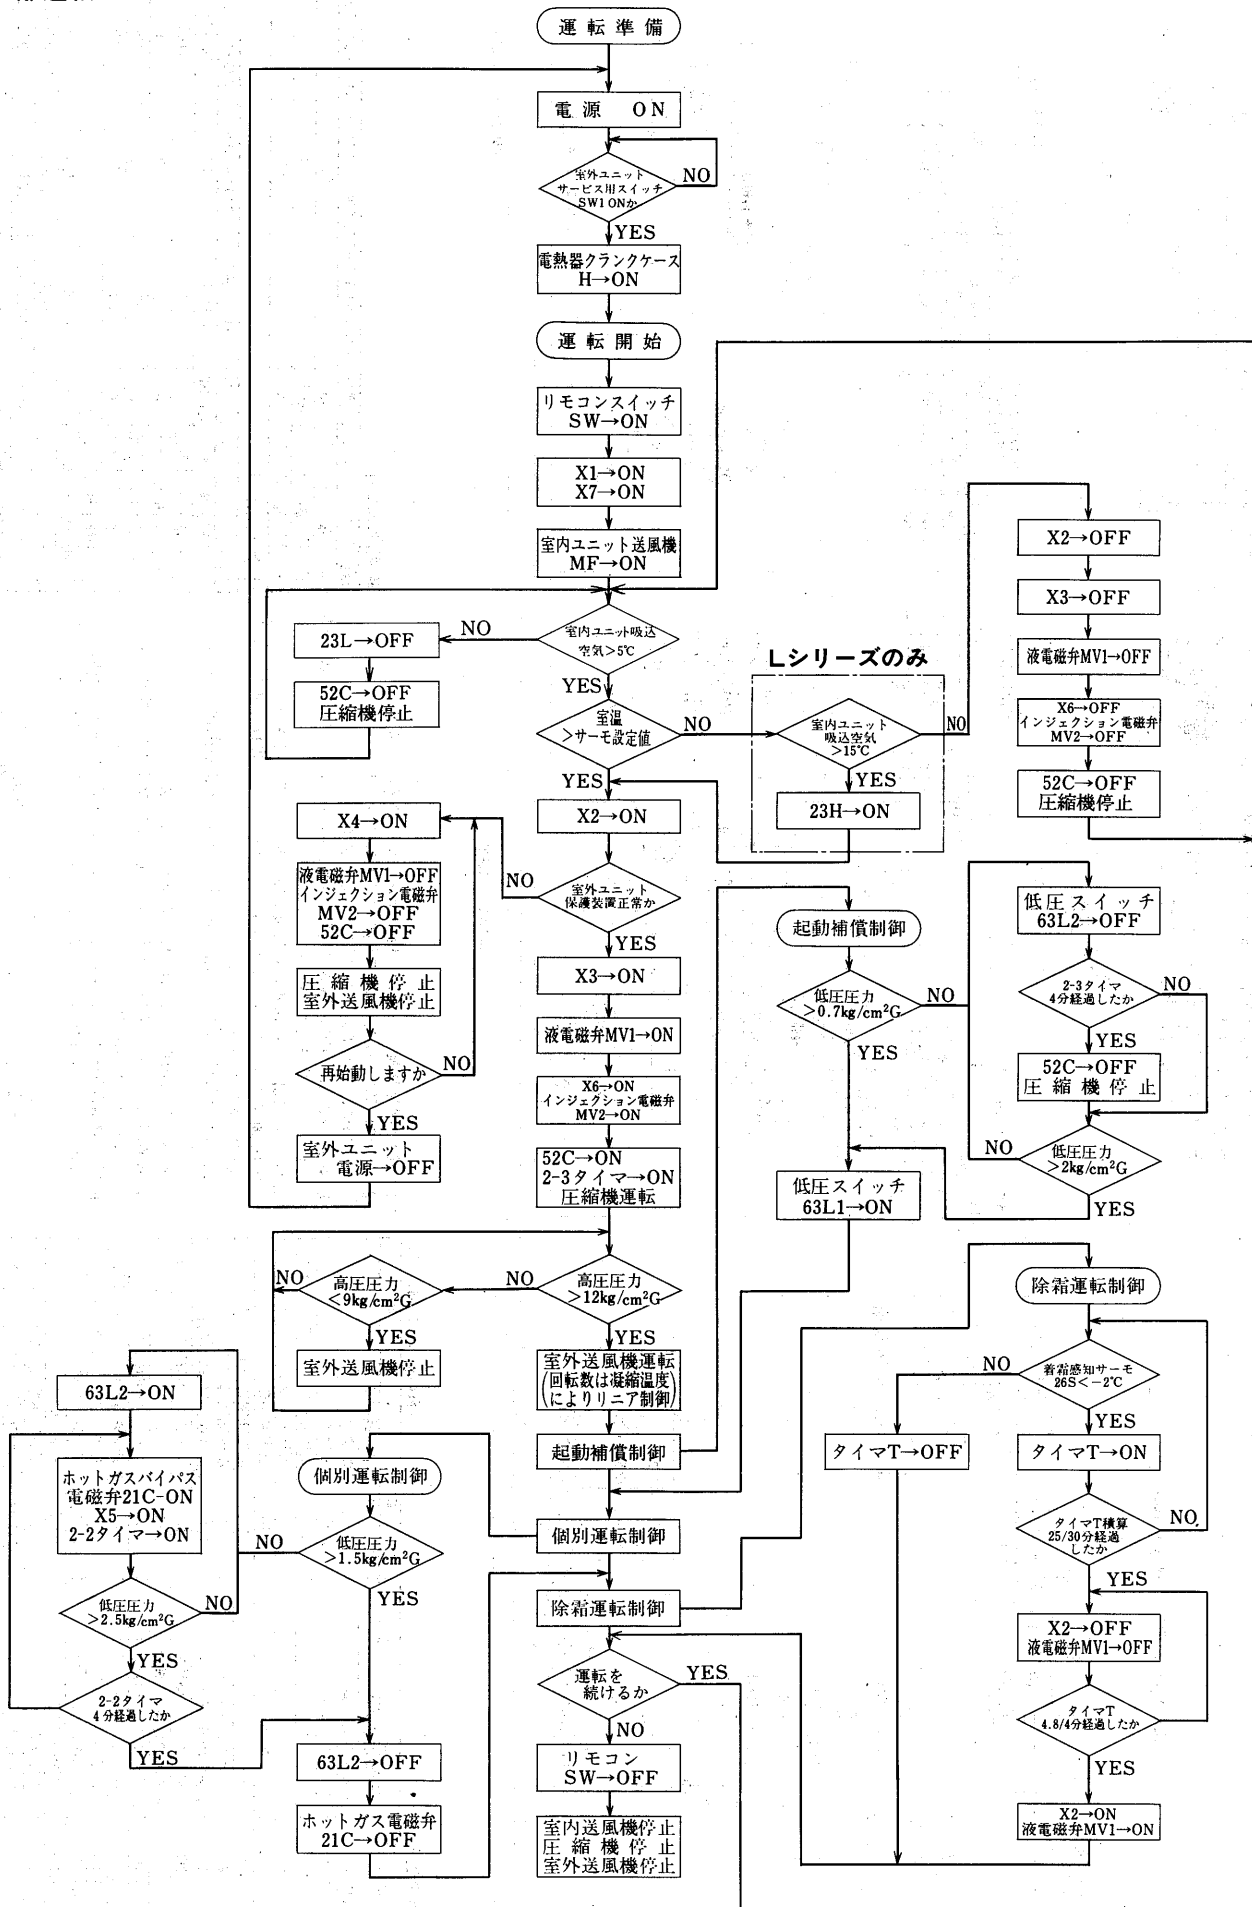 運転準備
電源 ON
室外ユニット
サービス用スイッチ
SW1 ONか
NO
YES
電熱器クランクケース
H→ON
運転開始
リモコンスイッチ
SW→ON
X1→ON
X7→ON
室内ユニット送風機
MF→ON
室内ユニット吸込
空気>5℃
NO
23L→OFF
52C→OFF
圧縮機停止
YES
室温
>サーモ設定値
NO
Lシリーズのみ
室内ユニット
吸込空気
>15℃
NO
YES
23H→ON
X2→OFF
X3→OFF
液電磁弁MV1→OFF
X6→OFF
インジェクション電磁弁
MV2→OFF
52C→OFF
圧縮機停止
YES
X2→ON
室外ユニット
保護装置正常か
NO
X4→ON
液電磁弁MV1→OFF
インジェクション電磁弁
MV2→OFF
52C→OFF
圧縮機停止
室外送風機停止
再始動しますか
NO
YES
室外ユニット
電源→OFF
YES
X3→ON
液電磁弁MV1→ON
X6→ON
インジェクション電磁弁
MV2→ON
52C→ON
2-3タイマ→ON
圧縮機運転
高圧圧力
>12kg/cm²G
NO
高圧圧力
<9kg/cm²G
NO
YES
室外送風機停止
YES
室外送風機運転
(回転数は凝縮温度
によりリニア制御)
起動補償制御
個別運転制御
除霜運転制御
運転を
続けるか
YES
NO
リモコン
SW→OFF
室内送風機停止
圧縮機停止
室外送風機停止
起動補償制御
低圧圧力
>0.7kg/cm²G
NO
YES
低圧スイッチ
63L2→OFF
2-3タイマ
4分経過したか
NO
YES
52C→OFF
圧縮機停止
低圧圧力
>2kg/cm²G
NO
YES
低圧スイッチ
63L1→ON
個別運転制御
低圧圧力
>1.5kg/cm²G
NO
YES
63L2→ON
ホットガスバイパス
電磁弁21C-ON
X5→ON
2-2タイマ→ON
低圧圧力
>2.5kg/cm²G
NO
YES
2-2タイマ
4分経過したか
YES
63L2→OFF
ホットガス電磁弁
21C→OFF
除霜運転制御
着霜感知サーモ
26S<-2℃
NO
YES
タイマT→OFF
タイマT→ON
タイマT積算
25/30分経過
したか
NO
YES
X2→OFF
液電磁弁MV1→OFF
タイマT
4.8/4分経過したか
YES
X2→ON
液電磁弁MV1→ON